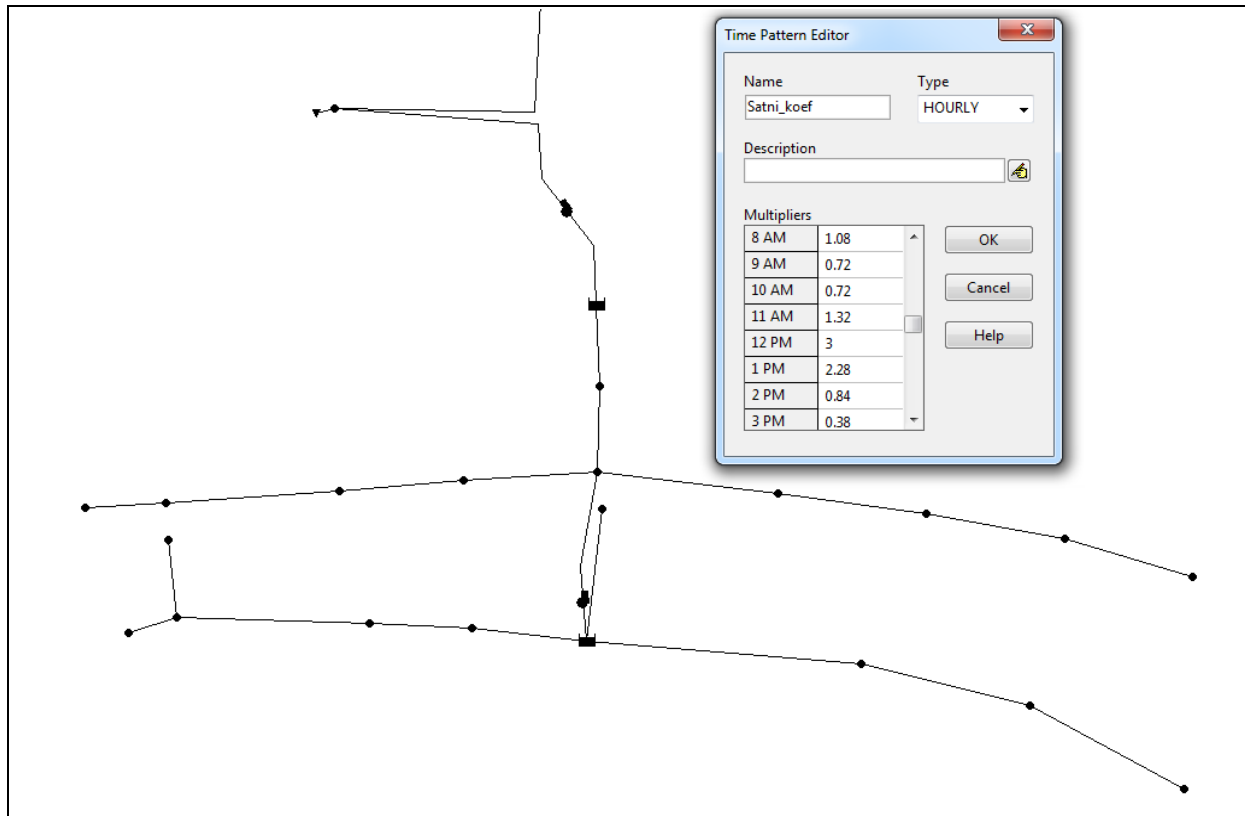 Time Pattern Editor
Name
Type
Satni_koef
HOURLY
Description
Multipliers
8 AM 1.08
9 AM 0.72
10 AM 0.72
11 AM 1.32
12 PM 3
1 PM 2.28
2 PM 0.84
3 PM 0.38
OK
Cancel
Help